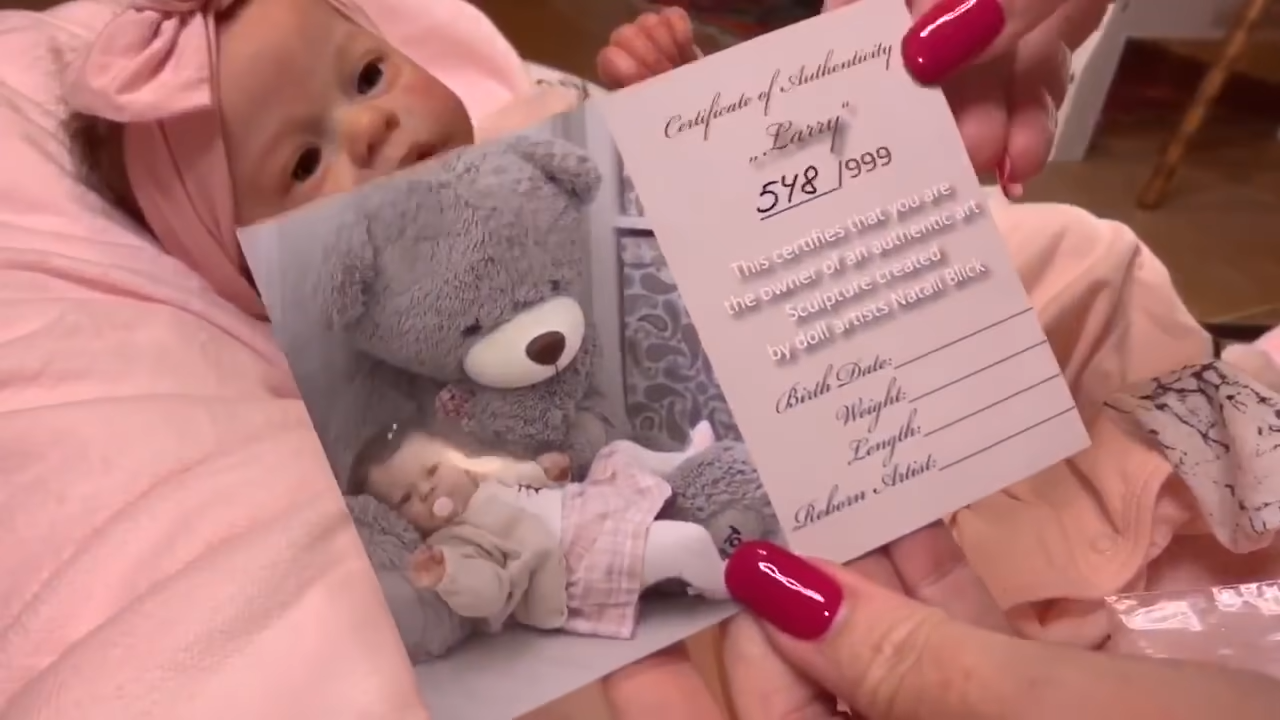 Certificate of Authenticity
„Larry“
548/999
This certifies that you are
the owner of an authentic art
Sculpture created
by doll artists Natali Blick
Birth Date:
Weight:
Length:
Reborn Artist: